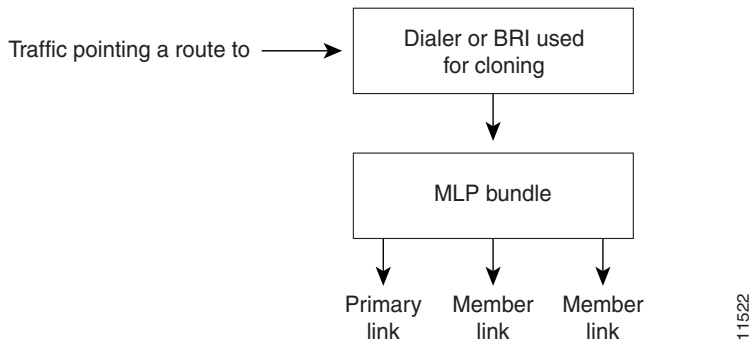 Traffic pointing a route to
Dialer or BRI used
for cloning
MLP bundle
Primary
link
Member
link
Member
link
11522